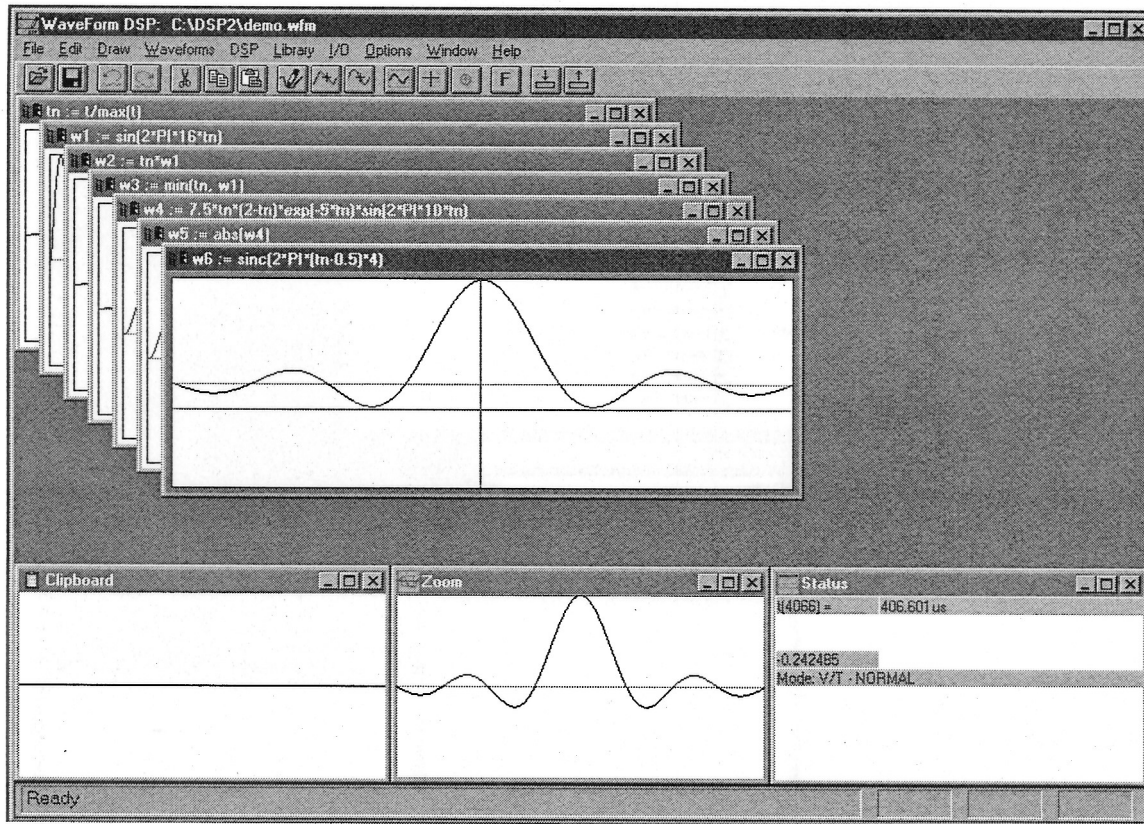 WaveForm DSP: C:\DSP2\demo.wfm
File Edit Draw Waveforms DSP Library I/O Options Window Help
F
tn := t/max(t)
w1 := sin(2*PI*16*tn)
w2 := tn*w1
w3 := min(tn, w1)
w4 := 7.5*tn*(2-tn)*exp(-5*tn)*sin(2*PI*10*tn)
w5 := abs(w4)
w6 := sinc(2*PI*(tn-0.5)*4)
Clipboard
Zoom
Status
t[4066] = 406.601 us
-0.242485
Mode: V/T - NORMAL
Ready